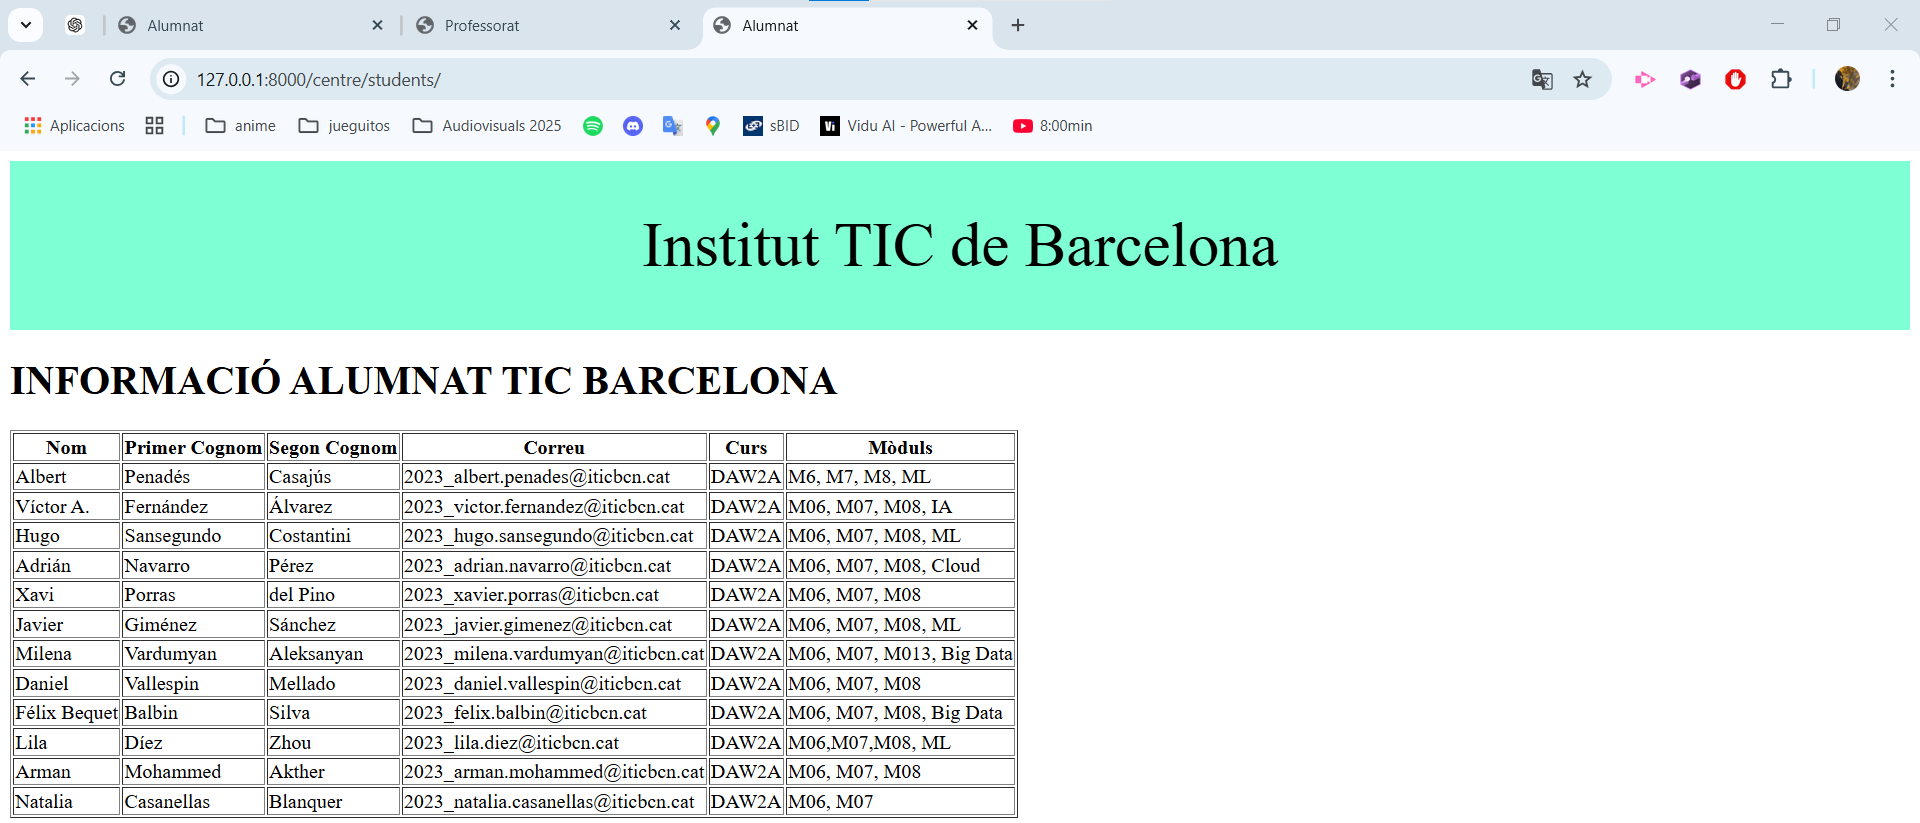 Alumnat Professorat Alumnat
127.0.0.1:8000/centre/students/
Aplicacions anime jueguitos Audiovisuals 2025 sBID Vi Vidu AI - Powerful A... 8:00min
Institut TIC de Barcelona
INFORMACIÓ ALUMNAT TIC BARCELONA
Nom Primer Cognom Segon Cognom Correu Curs Mòduls
Albert Penadés Casajús 2023_albert.penades@iticbcn.cat DAW2A M6, M7, M8, ML
Víctor A. Fernández Álvarez 2023_victor.fernandez@iticbcn.cat DAW2A M06, M07, M08, IA
Hugo Sansegundo Costantini 2023_hugo.sansegundo@iticbcn.cat DAW2A M06, M07, M08, ML
Adrián Navarro Pérez 2023_adrian.navarro@iticbcn.cat DAW2A M06, M07, M08, Cloud
Xavi Porras del Pino 2023_xavier.porras@iticbcn.cat DAW2A M06, M07, M08
Javier Giménez Sánchez 2023_javier.gimenez@iticbcn.cat DAW2A M06, M07, M08, ML
Milena Vardumyan Aleksanyan 2023_milena.vardumyan@iticbcn.cat DAW2A M06, M07, M013, Big Data
Daniel Vallespin Mellado 2023_daniel.vallespin@iticbcn.cat DAW2A M06, M07, M08
Félix Bequet Balbin Silva 2023_felix.balbin@iticbcn.cat DAW2A M06, M07, M08, Big Data
Lila Díez Zhou 2023_lila.diez@iticbcn.cat DAW2A M06,M07,M08, ML
Arman Mohammed Akther 2023_arman.mohammed@iticbcn.cat DAW2A M06, M07, M08
Natalia Casanellas Blanquer 2023_natalia.casanellas@iticbcn.cat DAW2A M06, M07